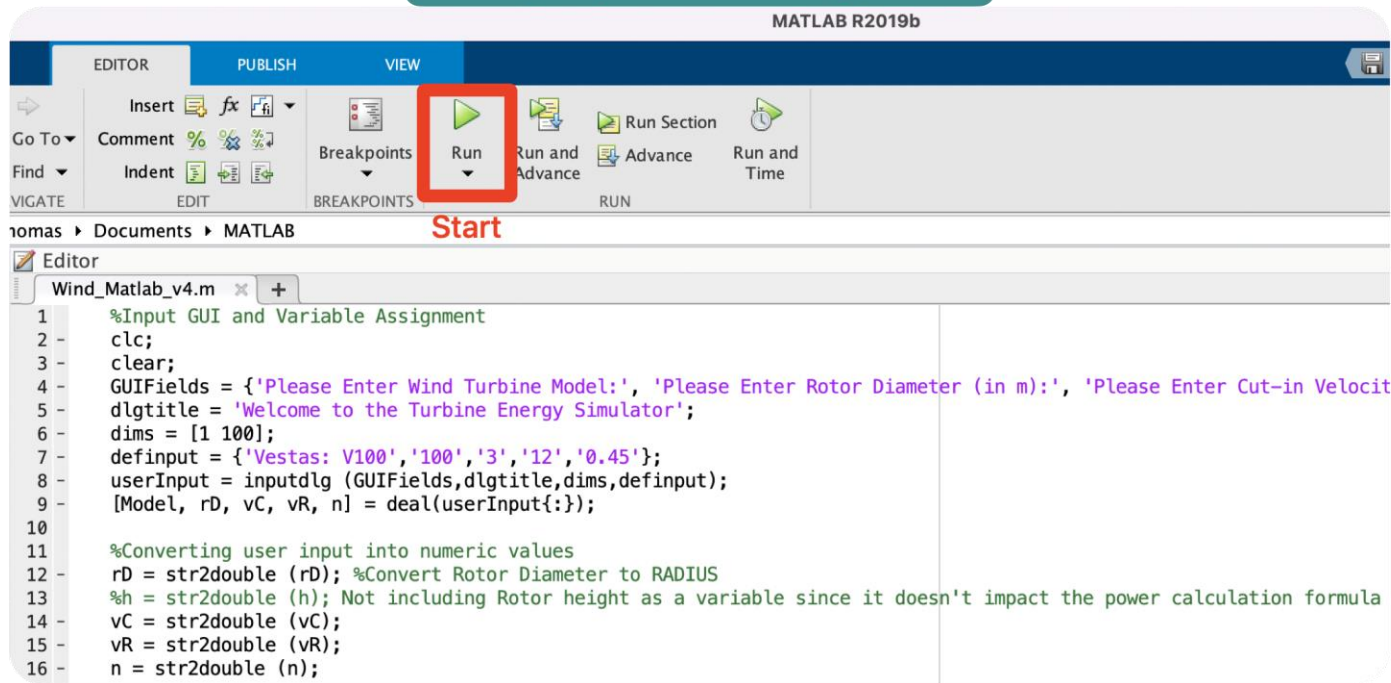 MATLAB R2019b
EDITOR PUBLISH VIEW
Insert fx
Go To Comment %
Find Indent
Breakpoints Run Run and Advance Run Section Advance Run and Time
VIGATE EDIT BREAKPOINTS RUN
Start
homas Documents MATLAB
Editor
Wind_Matlab_v4.m × +
1 %Input GUI and Variable Assignment
2 - clc;
3 - clear;
4 - GUIFields = {'Please Enter Wind Turbine Model:', 'Please Enter Rotor Diameter (in m):', 'Please Enter Cut-in Velocit
5 - dlgtitle = 'Welcome to the Turbine Energy Simulator';
6 - dims = [1 100];
7 - definput = {'Vestas: V100','100','3','12','0.45'};
8 - userInput = inputdlg (GUIFields,dlgtitle,dims,definput);
9 - [Model, rD, vC, vR, n] = deal(userInput{:});
10
11 %Converting user input into numeric values
12 - rD = str2double (rD); %Convert Rotor Diameter to RADIUS
13 %h = str2double (h); Not including Rotor height as a variable since it doesn't impact the power calculation formula
14 - vC = str2double (vC);
15 - vR = str2double (vR);
16 - n = str2double (n);